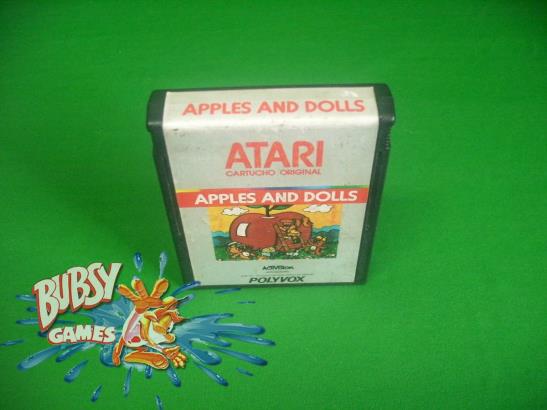 APPLES AND DOLLS
ATARI
CARTUCHO ORIGINAL
APPLES AND DOLLS
ACTIVISION
POLYVOX
BUBSY
GAMES